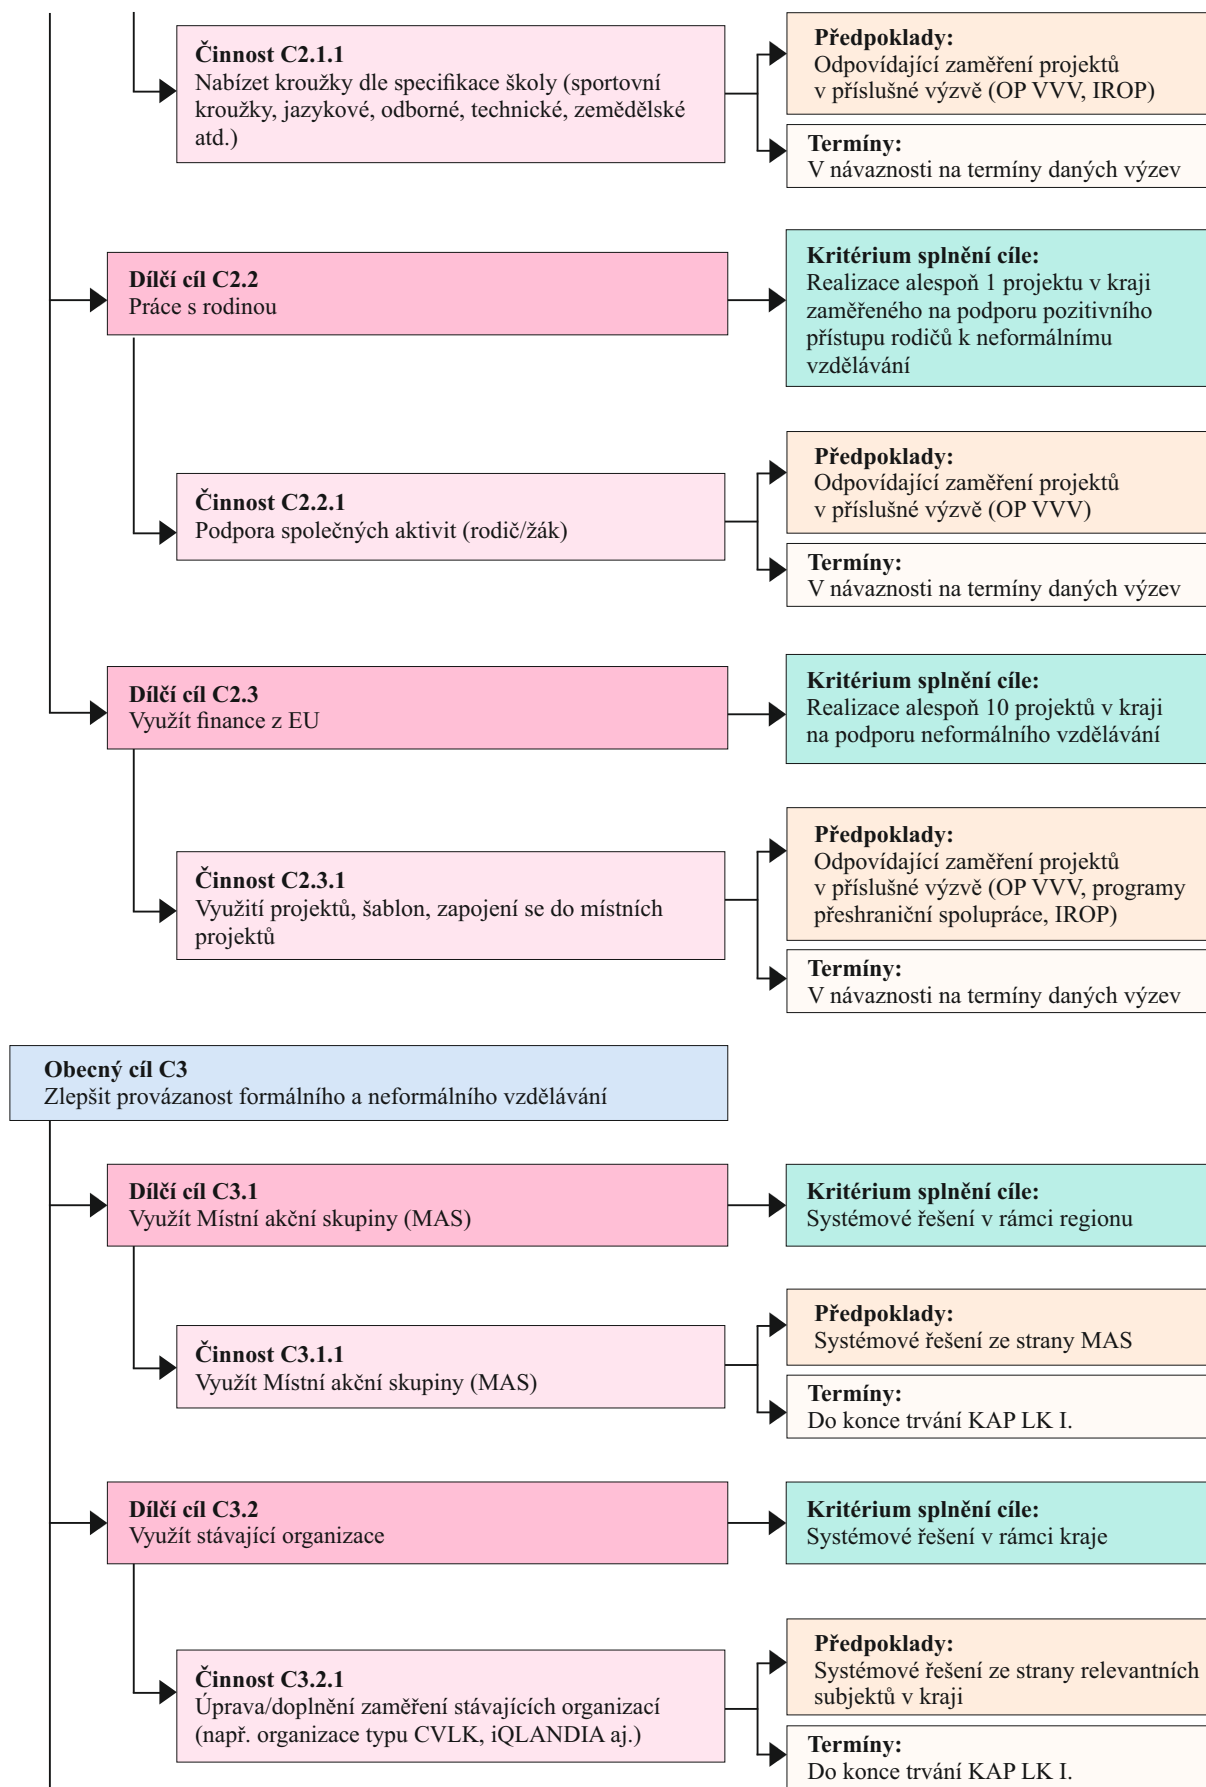 Činnost C2.1.1
Nabízet kroužky dle specifikace školy (sportovní
kroužky, jazykové, odborné, technické, zemědělské
atd.)
Předpoklady:
Odpovídající zaměření projektů
v příslušné výzvě (OP VVV, IROP)
Termíny:
V návaznosti na termíny daných výzev
Dílčí cíl C2.2
Práce s rodinou
Kritérium splnění cíle:
Realizace alespoň 1 projektu v kraji
zaměřeného na podporu pozitivního
přístupu rodičů k neformálnímu
vzdělávání
Činnost C2.2.1
Podpora společných aktivit (rodič/žák)
Předpoklady:
Odpovídající zaměření projektů
v příslušné výzvě (OP VVV)
Termíny:
V návaznosti na termíny daných výzev
Dílčí cíl C2.3
Využít finance z EU
Kritérium splnění cíle:
Realizace alespoň 10 projektů v kraji
na podporu neformálního vzdělávání
Činnost C2.3.1
Využití projektů, šablon, zapojení se do místních
projektů
Předpoklady:
Odpovídající zaměření projektů
v příslušné výzvě (OP VVV, programy
přeshraniční spolupráce, IROP)
Termíny:
V návaznosti na termíny daných výzev
Obecný cíl C3
Zlepšit provázanost formálního a neformálního vzdělávání
Dílčí cíl C3.1
Využít Místní akční skupiny (MAS)
Kritérium splnění cíle:
Systémové řešení v rámci regionu
Činnost C3.1.1
Využít Místní akční skupiny (MAS)
Předpoklady:
Systémové řešení ze strany MAS
Termíny:
Do konce trvání KAP LK I.
Dílčí cíl C3.2
Využít stávající organizace
Kritérium splnění cíle:
Systémové řešení v rámci kraje
Činnost C3.2.1
Úprava/doplnění zaměření stávajících organizací
(např. organizace typu CVLK, iQLANDIA aj.)
Předpoklady:
Systémové řešení ze strany relevantních
subjektů v kraji
Termíny:
Do konce trvání KAP LK I.